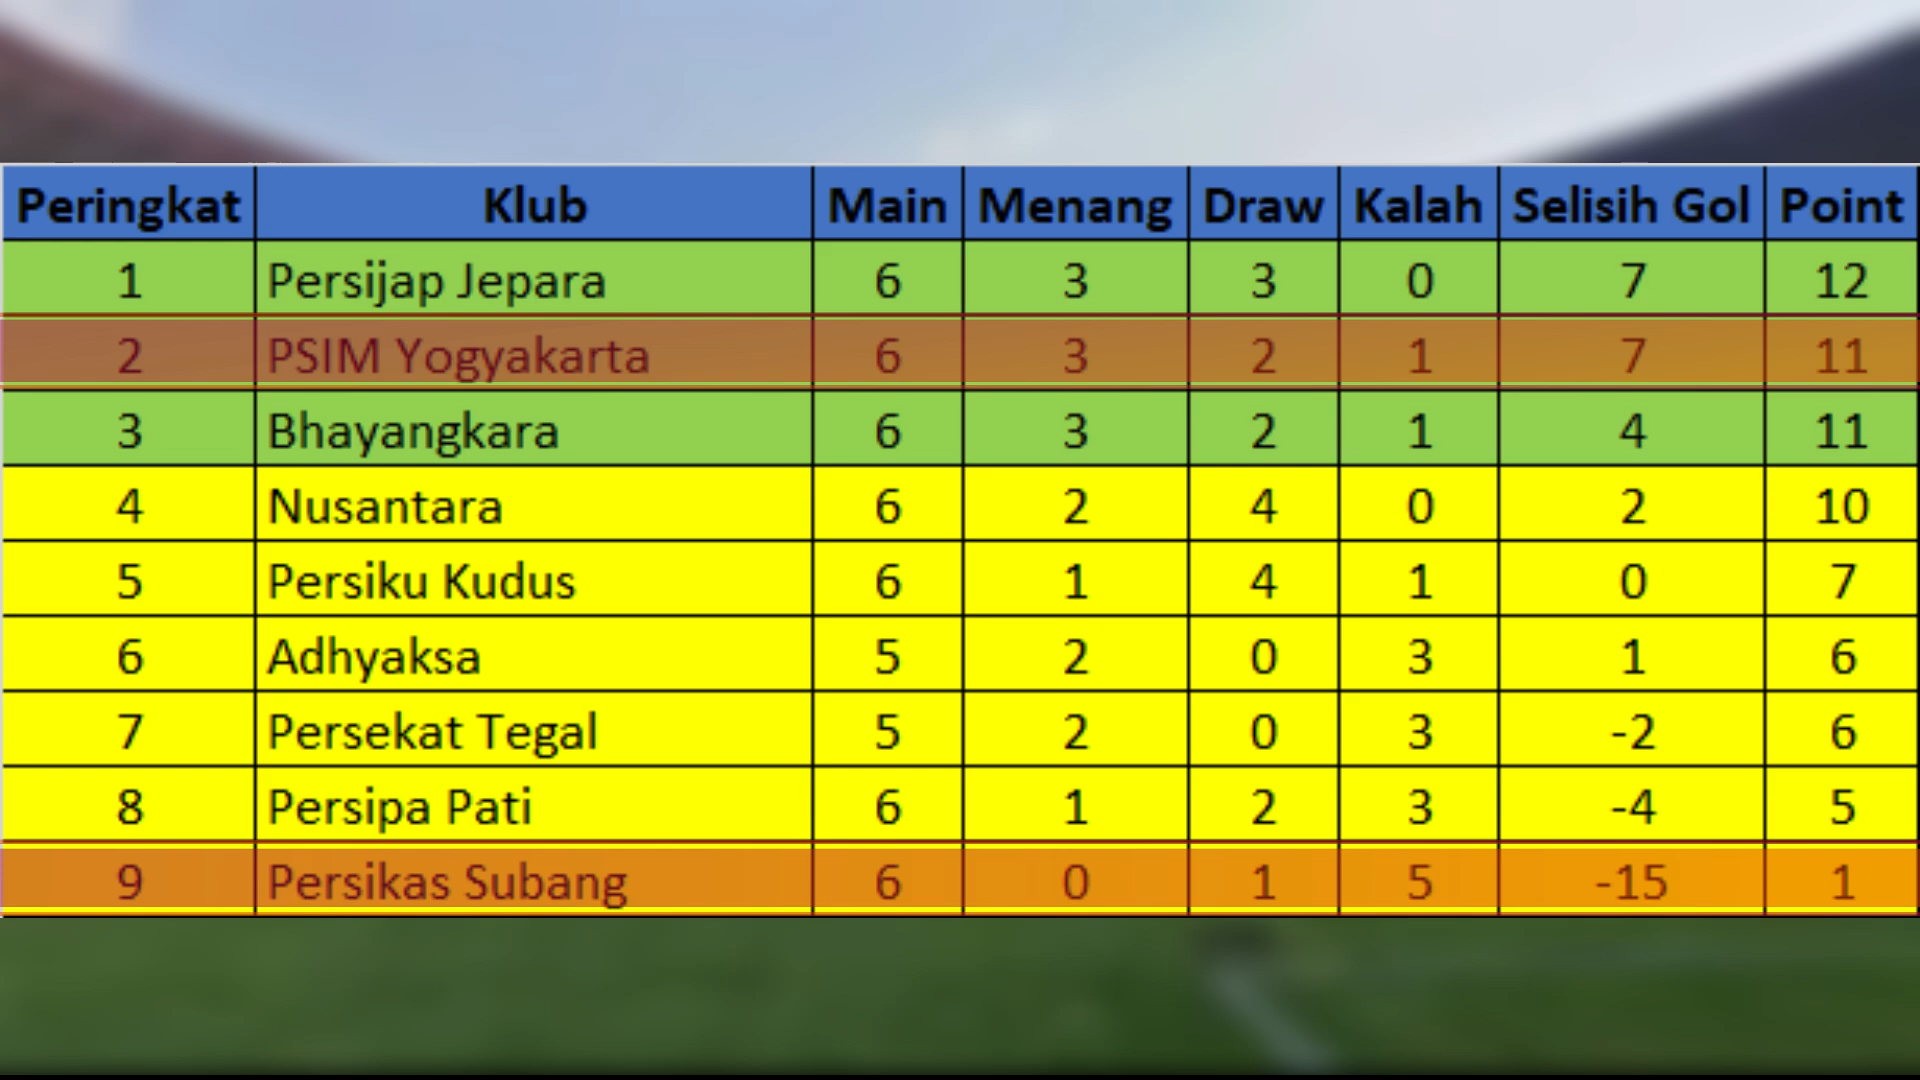 Peringkat Klub Main Menang Draw Kalah Selisih Gol Point
1 Persijap Jepara 6 3 3 0 7 12
2 PSIM Yogyakarta 6 3 2 1 7 11
3 Bhayangkara 6 3 2 1 4 11
4 Nusantara 6 2 4 0 2 10
5 Persiku Kudus 6 1 4 1 0 7
6 Adhyaksa 5 2 0 3 1 6
7 Persekat Tegal 5 2 0 3 -2 6
8 Persipa Pati 6 1 2 3 -4 5
9 Persikas Subang 6 0 1 5 -15 1